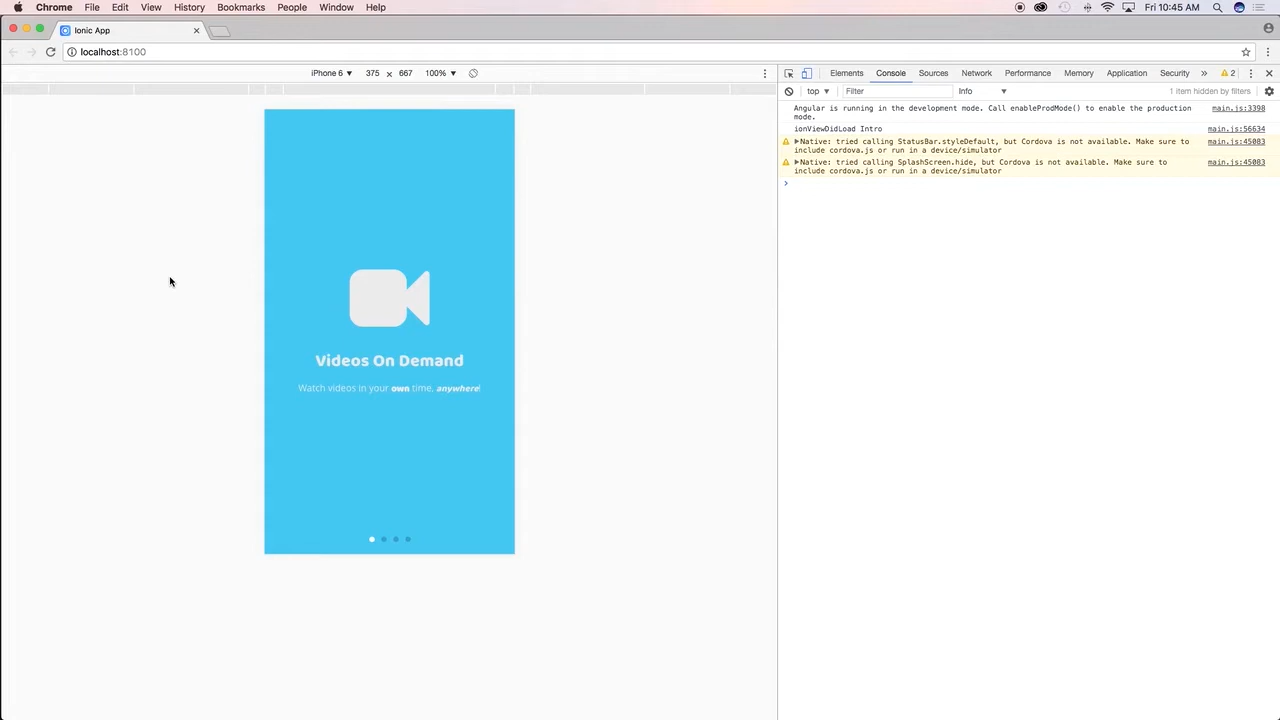 Chrome File Edit View History Bookmarks People Window Help Fri 10:45 AM
Ionic App
localhost:8100
iPhone 6 ▼ 375 × 667 100% ▼
Elements Console Sources Network Performance Memory Application Security » 2
top ▼ Filter Info ▼ 1 item hidden by filters
Angular is running in the development mode. Call enableProdMode() to enable the production main.js:3398
mode.
ionViewDidLoad Intro main.js:56634
Native: tried calling StatusBar.styleDefault, but Cordova is not available. Make sure to main.js:45083
include cordova.js or run in a device/simulator
Native: tried calling SplashScreen.hide, but Cordova is not available. Make sure to main.js:45083
include cordova.js or run in a device/simulator
Videos On Demand
Watch videos in your own time, anywhere!